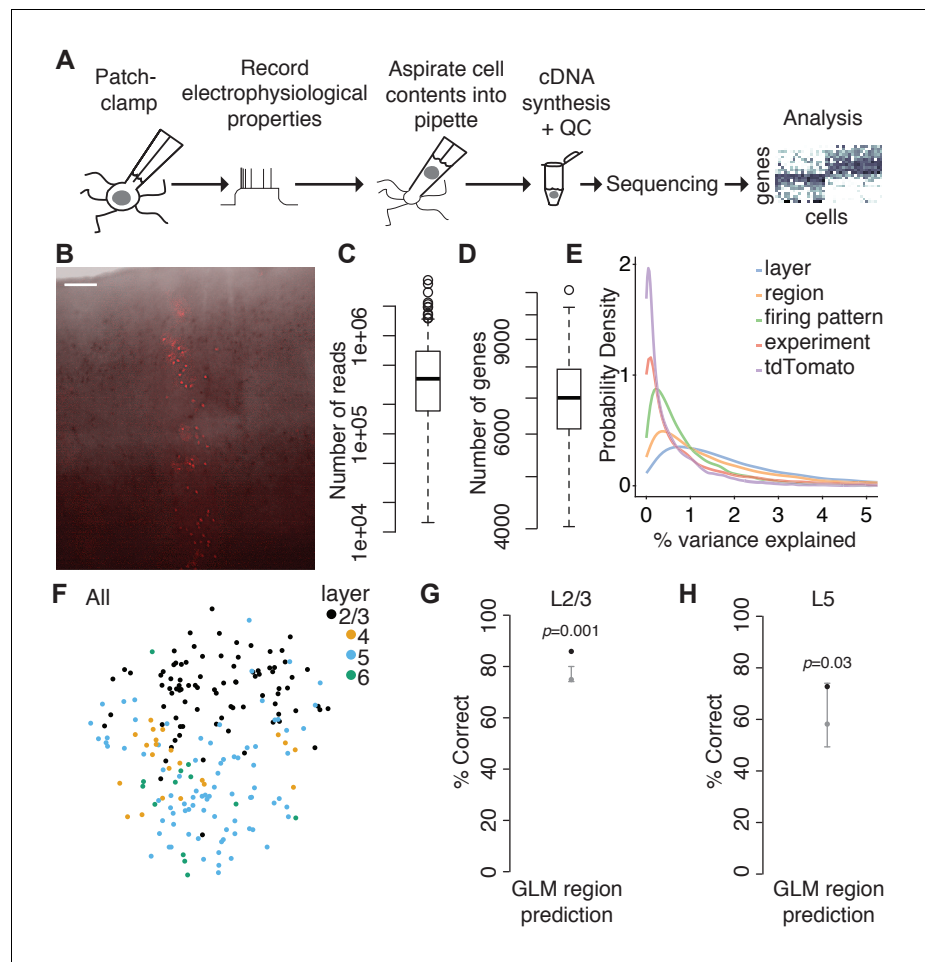 A
Patch-
clamp
Record
electrophysiological
properties
Aspirate cell
contents into
pipette
cDNA
synthesis
+ QC
Sequencing
Analysis
genes
cells
B
C
Number of reads
1e+04
1e+05
1e+06
D
Number of genes
4000
6000
9000
E
Probability Density
2
1
0
layer
region
firing pattern
experiment
tdTomato
0 1 2 3 4 5
% variance explained
F
All
layer
2/3
4
5
6
G
L2/3
p=0.001
% Correct
0 20 40 60 80 100
GLM region
prediction
H
L5
p=0.03
% Correct
0 20 40 60 80 100
GLM region
prediction